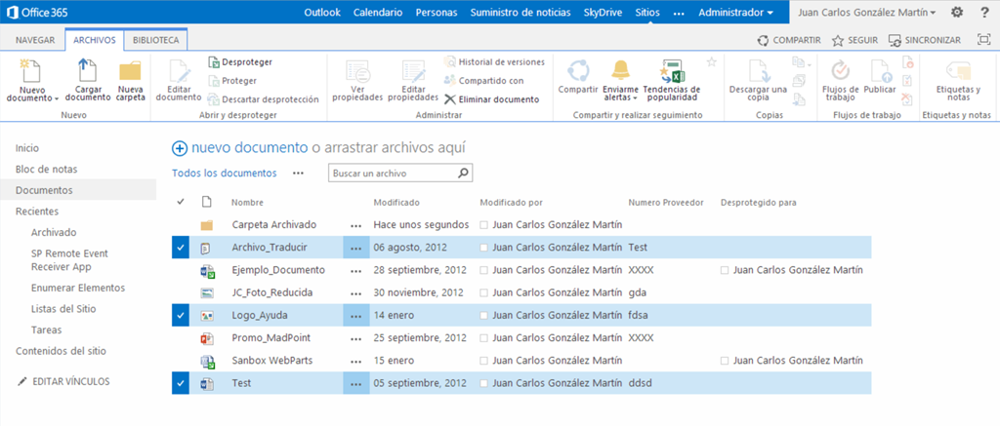 Office 365 Outlook Calendario Personas Suministro de noticias SkyDrive Sitios ••• Administrador Juan Carlos González Martín ?
NAVEGAR ARCHIVOS BIBLIOTECA COMPARTIR SEGUIR SINCRONIZAR
Nuevo documento
Cargar documento
Nueva carpeta
Nuevo
Editar documento
Desproteger
Proteger
Descartar desprotección
Abrir y desproteger
Ver propiedades
Editar propiedades
Historial de versiones
Compartido con
Eliminar documento
Administrar
Compartir
Enviarme alertas
Tendencias de popularidad
Compartir y realizar seguimiento
Descargar una copia
Copias
Flujos de trabajo
Publicar
Flujos de trabajo
Etiquetas y notas
Etiquetas y notas
Inicio
Bloc de notas
Documentos
Recientes
Archivado
SP Remote Event
Receiver App
Enumerar Elementos
Listas del Sitio
Tareas
Contenidos del sitio
EDITAR VÍNCULOS
nuevo documento o arrastrar archivos aquí
Todos los documentos ••• Buscar un archivo
Nombre Modificado Modificado por Numero Proveedor Desprotegido para
Carpeta Archivado ••• Hace unos segundos Juan Carlos González Martín
Archivo_Traducir ••• 06 agosto, 2012 Juan Carlos González Martín Test
Ejemplo_Documento ••• 28 septiembre, 2012 Juan Carlos González Martín XXXX Juan Carlos González Martín
JC_Foto_Reducida ••• 30 noviembre, 2012 Juan Carlos González Martín gda
Logo_Ayuda ••• 14 enero Juan Carlos González Martín fdsa
Promo_MadPoint ••• 25 septiembre, 2012 Juan Carlos González Martín XXXX
Sanbox WebParts ••• 15 enero Juan Carlos González Martín Juan Carlos González Martín
Test ••• 05 septiembre, 2012 Juan Carlos González Martín ddsd